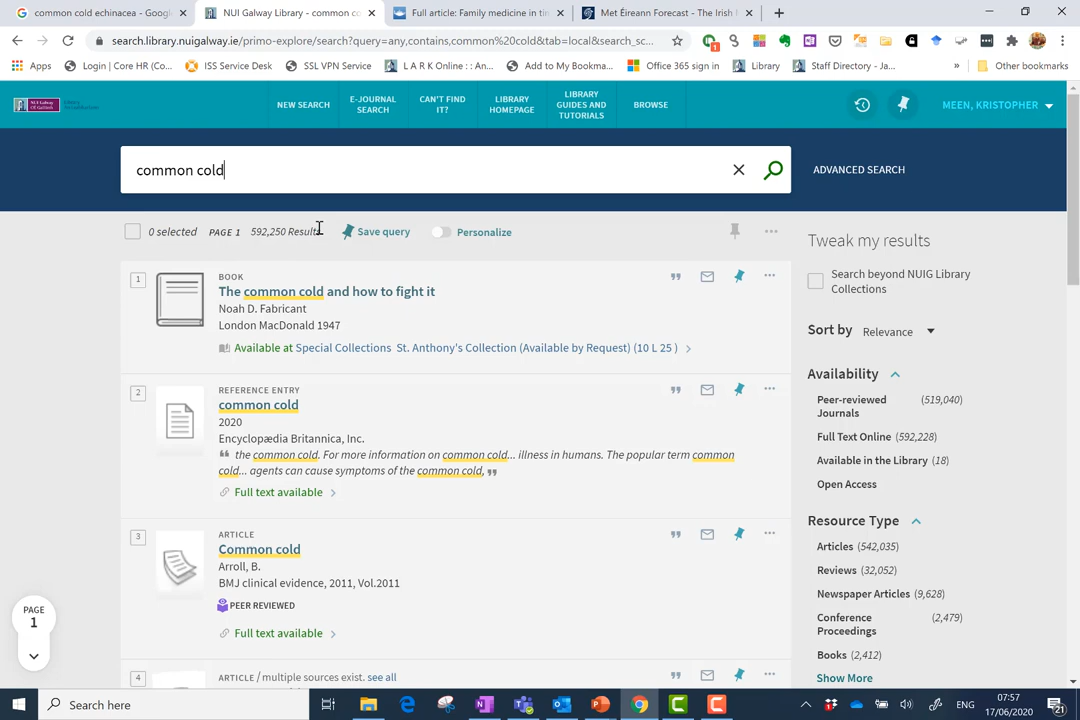 common cold echinacea - Googl
NUI Galway Library - common co
Full article: Family medicine in tim
Met Éireann Forecast - The Irish M
search.library.nuigalway.ie/primo-explore/search?query=any,contains,common%20cold&tab=local&search_sc...
Apps
Login | Core HR (Co...
ISS Service Desk
SSL VPN Service
L A R K Online : : An...
Add to My Bookma...
Office 365 sign in
Library
Staff Directory - Ja...
»
Other bookmarks
NUI Galway
OÉ Gaillimh
NEW SEARCH
E-JOURNAL
SEARCH
CAN'T FIND
IT?
LIBRARY
HOMEPAGE
LIBRARY
GUIDES AND
TUTORIALS
BROWSE
MEEN, KRISTOPHER
common cold
ADVANCED SEARCH
0 selected PAGE 1 592,250 Results
Save query
Personalize
1
BOOK
The common cold and how to fight it
Noah D. Fabricant
London MacDonald 1947
Available at Special Collections St. Anthony's Collection (Available by Request) (10 L 25 )
2
REFERENCE ENTRY
common cold
2020
Encyclopædia Britannica, Inc.
❝ the common cold. For more information on common cold... illness in humans. The popular term common
cold... agents can cause symptoms of the common cold, ❞
Full text available
3
ARTICLE
Common cold
Arroll, B.
BMJ clinical evidence, 2011, Vol.2011
PEER REVIEWED
Full text available
4
ARTICLE / multiple sources exist. see all
Tweak my results
Search beyond NUIG Library
Collections
Sort by Relevance
Availability
Peer-reviewed
Journals (519,040)
Full Text Online (592,228)
Available in the Library (18)
Open Access
Resource Type
Articles (542,035)
Reviews (32,052)
Newspaper Articles (9,628)
Conference
Proceedings (2,479)
Books (2,412)
Show More
PAGE
1
Search here
ENG
07:57
17/06/2020
21